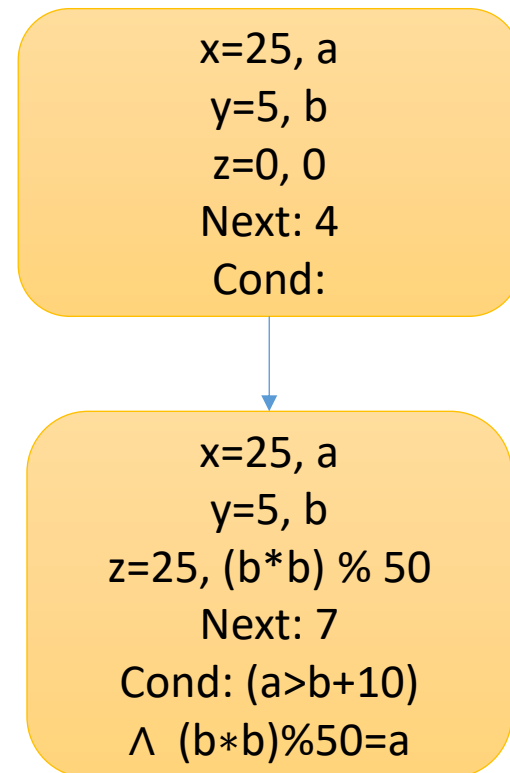 x=25, a
y=5, b
z=0, 0
Next: 4
Cond:
x=25, a
y=5, b
z=25, (b*b) % 50
Next: 7
Cond: (a>b+10)
∧ (b∗b)%50=a